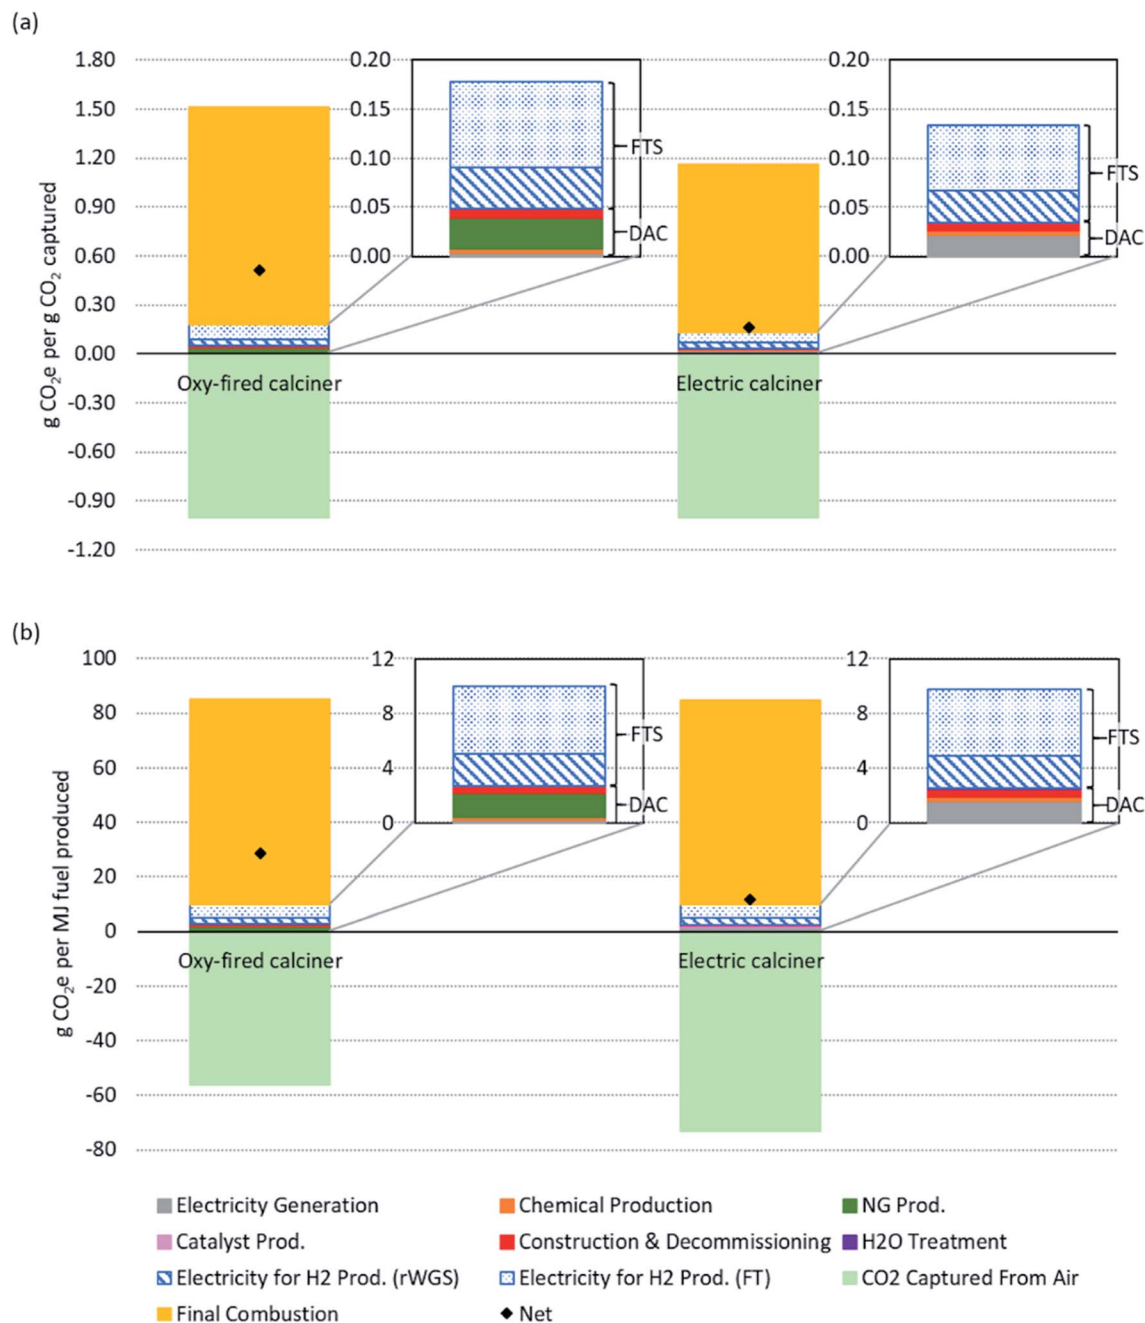 (a)
g CO2e per g CO2 captured
1.80
1.50
1.20
0.90
0.60
0.30
0.00
-0.30
-0.60
-0.90
-1.20
0.20
0.15
0.10
0.05
0.00
FTS
DAC
0.20
0.15
0.10
0.05
0.00
FTS
DAC
Oxy-fired calciner
Electric calciner
(b)
g CO2e per MJ fuel produced
100
80
60
40
20
0
-20
-40
-60
-80
12
8
4
0
FTS
DAC
12
8
4
0
FTS
DAC
Oxy-fired calciner
Electric calciner
Electricity Generation
Chemical Production
NG Prod.
Catalyst Prod.
Construction & Decommissioning
H2O Treatment
Electricity for H2 Prod. (rWGS)
Electricity for H2 Prod. (FT)
CO2 Captured From Air
Final Combustion
Net